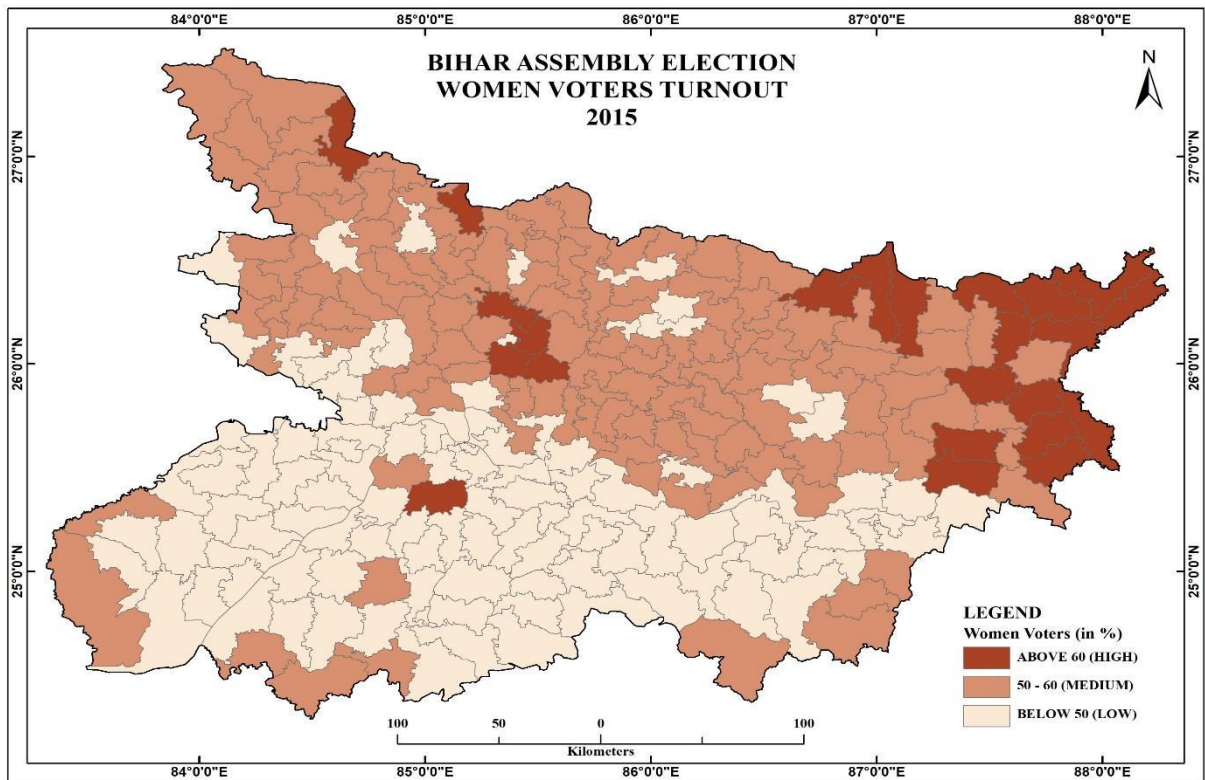 84°0'0"E 85°0'0"E 86°0'0"E 87°0'0"E 88°0'0"E
BIHAR ASSEMBLY ELECTION
WOMEN VOTERS TURNOUT
2015
N
27°0'0"N 27°0'0"N
26°0'0"N 26°0'0"N
25°0'0"N 25°0'0"N
LEGEND
Women Voters (in %)
ABOVE 60 (HIGH)
50 - 60 (MEDIUM)
BELOW 50 (LOW)
100 50 0 100
Kilometers
84°0'0"E 85°0'0"E 86°0'0"E 87°0'0"E 88°0'0"E